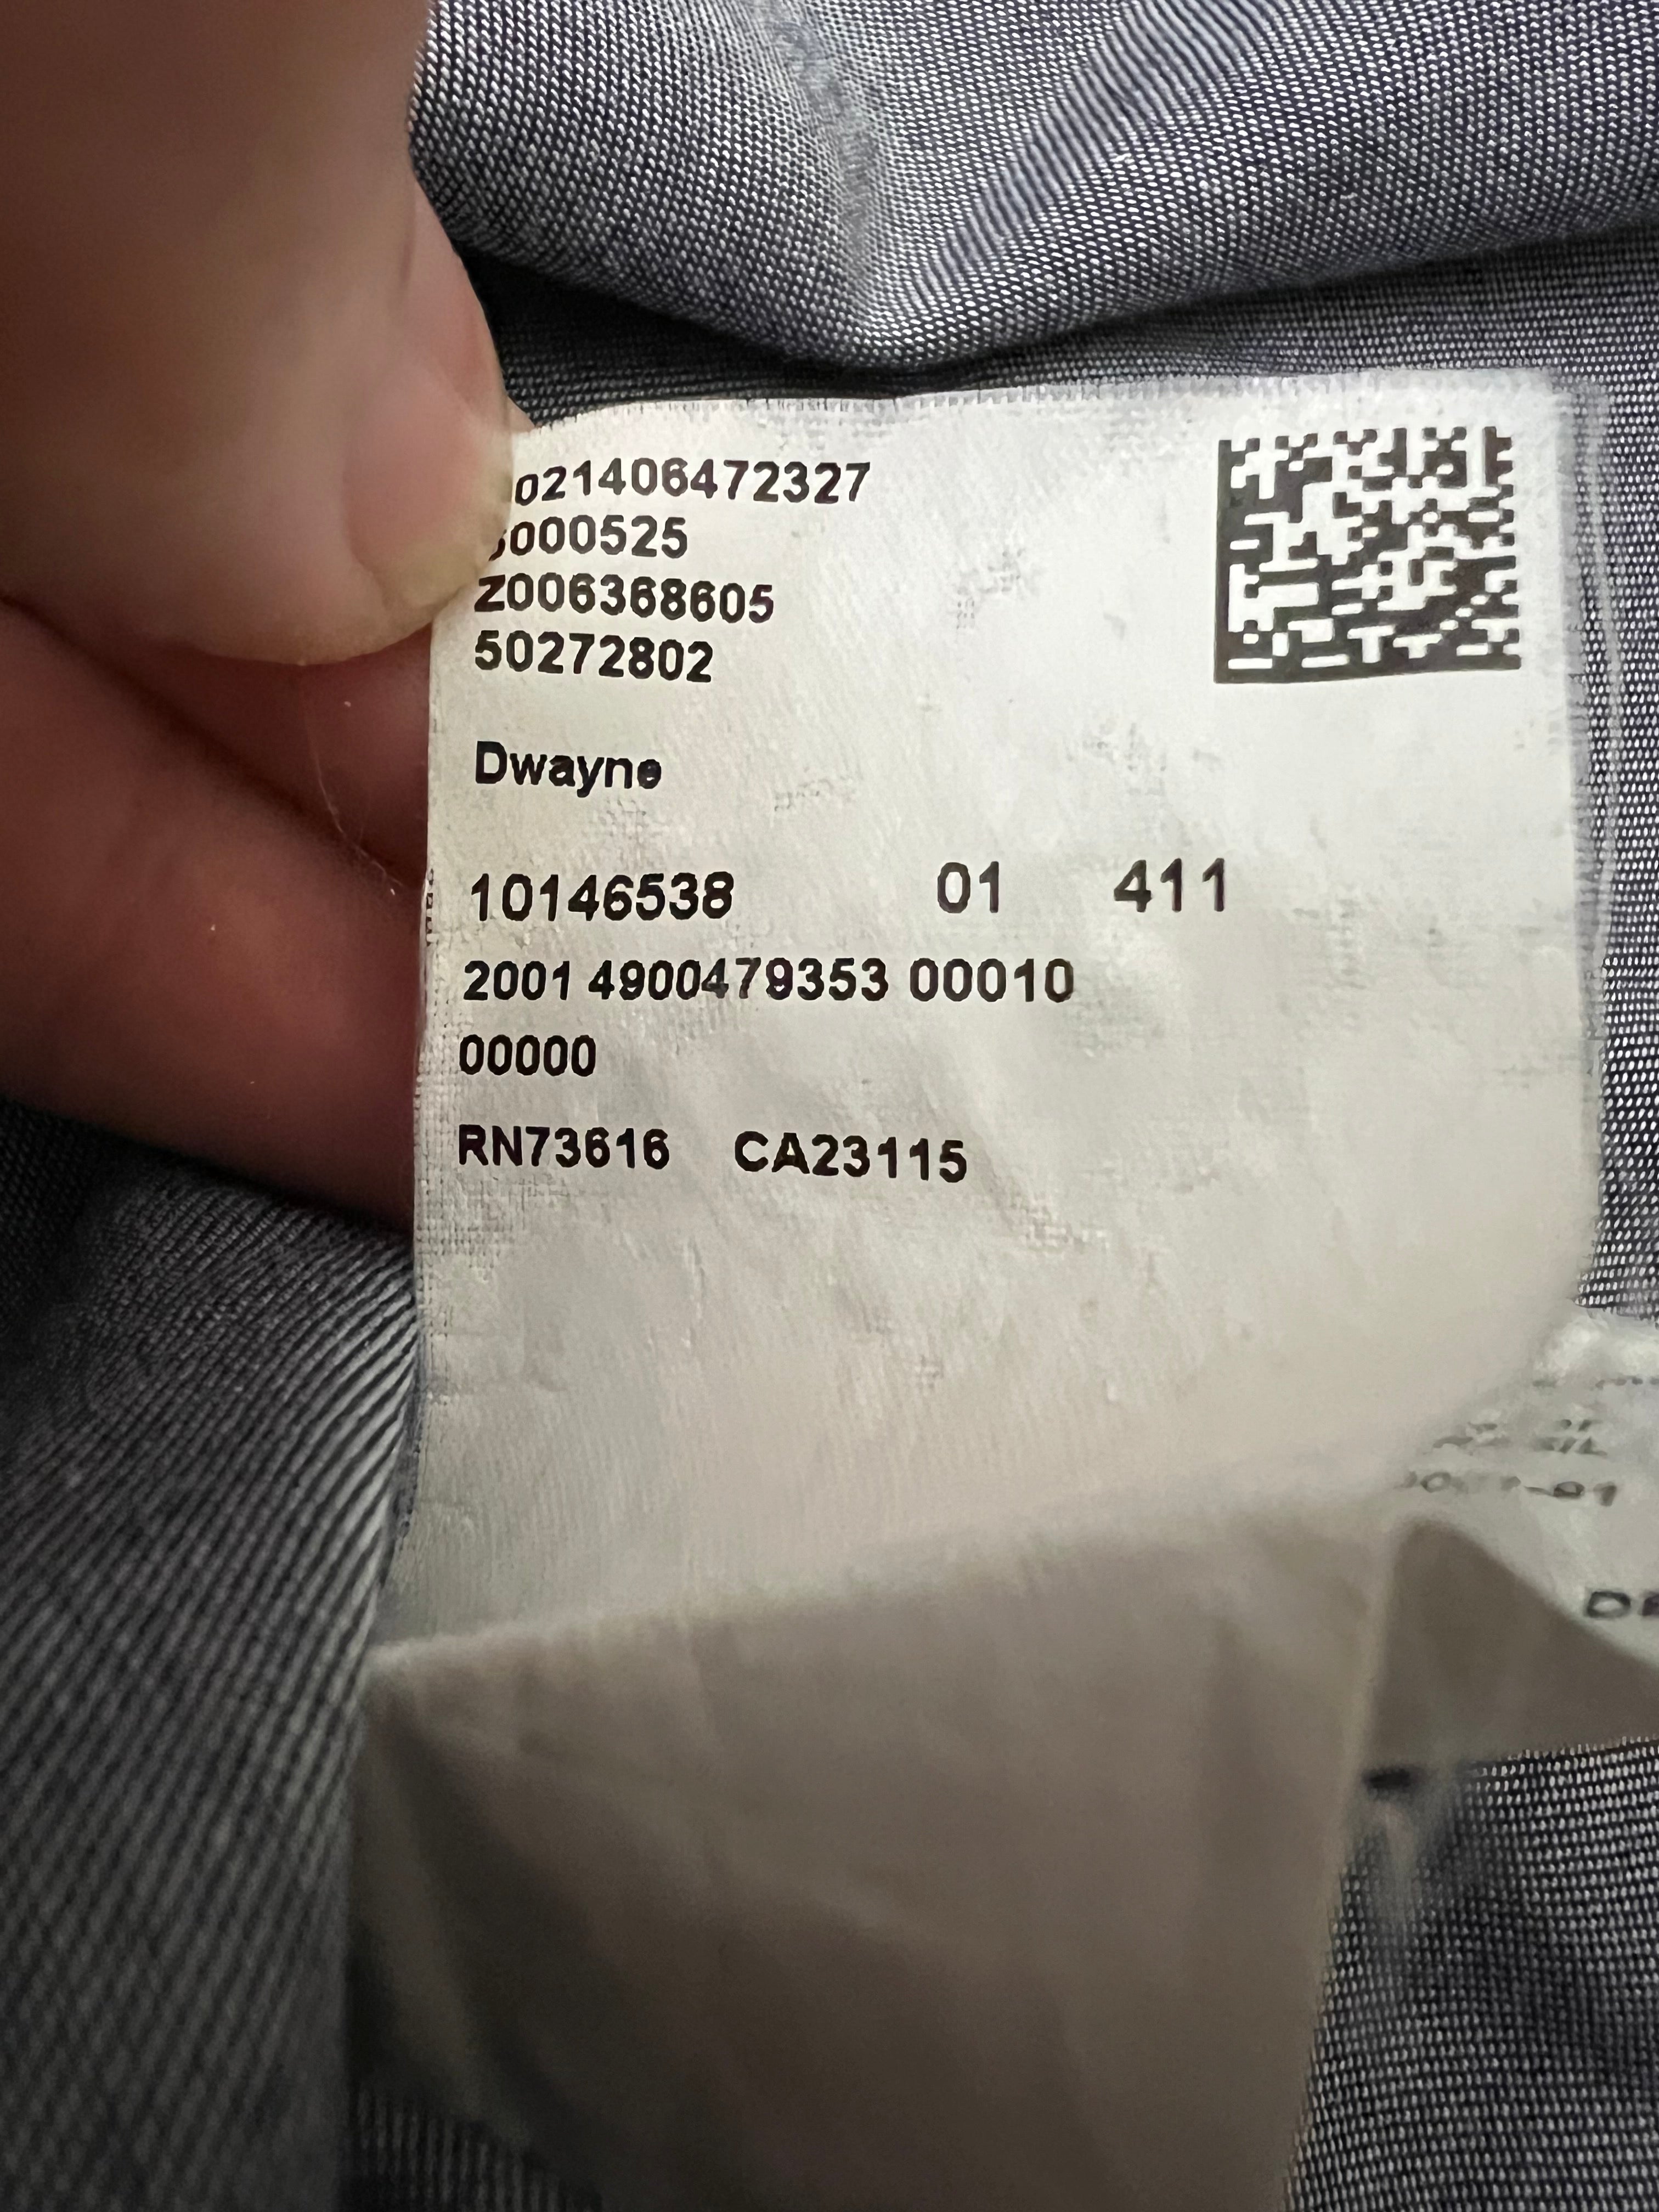 021406472327
000525
Z006368605
50272802
Dwayne
10146538 01 411
2001 4900479353 00010
00000
RN73616 CA23115